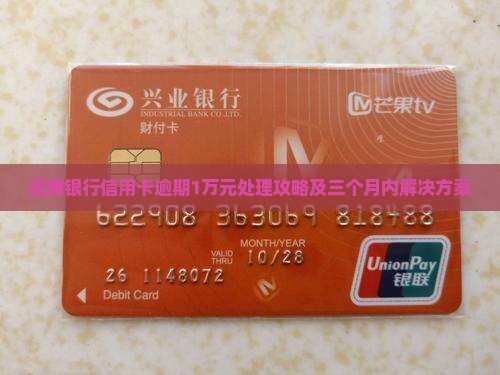 兴业银行
INDUSTRIAL BANK CO.,LTD.
财付卡
芒果tv
银行信用卡逾期1万元处理攻略及三个月内解决方案
622908 363069 818488
MONTH/YEAR
VALID THRU 10/28
26 1148072
Debit Card
UnionPay
银联